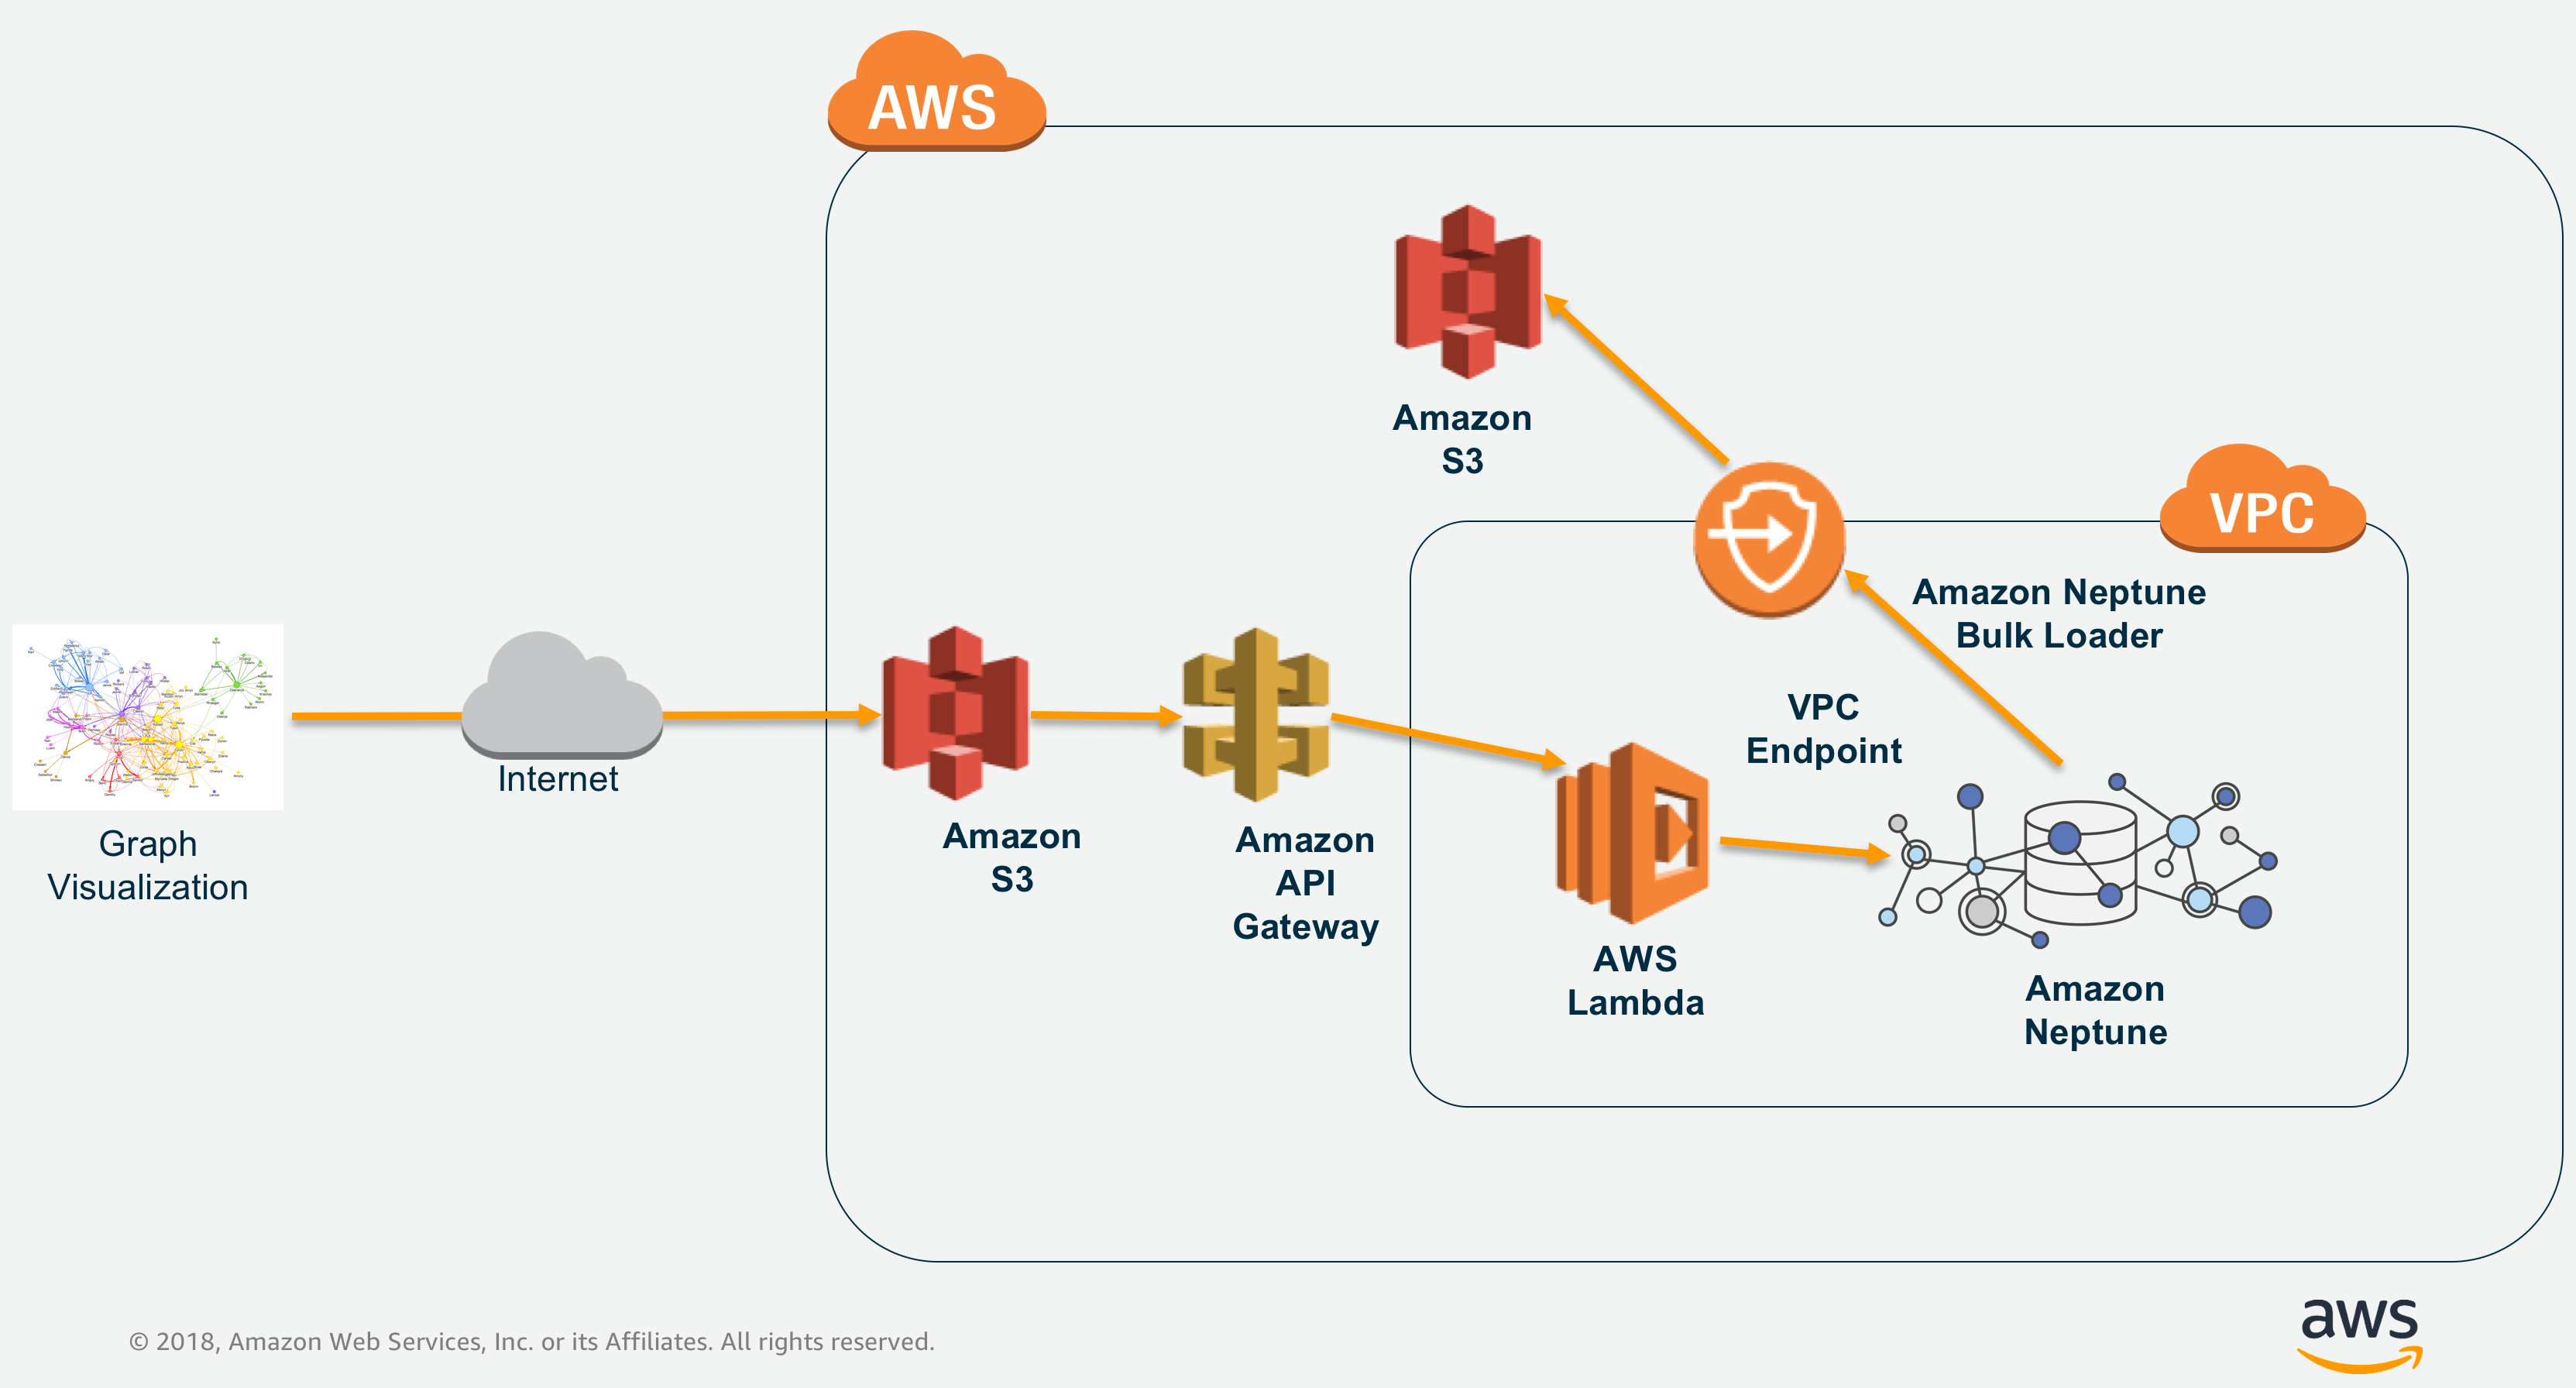 AWS
Amazon
S3
VPC
Amazon Neptune
Bulk Loader
VPC
Endpoint
Internet
Graph
Visualization
Amazon
S3
Amazon
API
Gateway
AWS
Lambda
Amazon
Neptune
© 2018, Amazon Web Services, Inc. or its Affiliates. All rights reserved.
aws